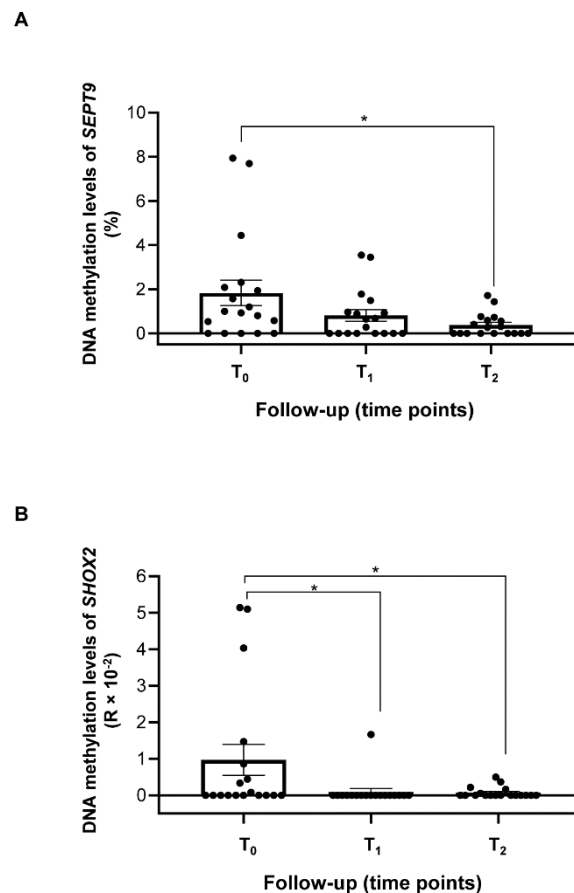 A
DNA methylation levels of SEPT9
(%)
10
8
6
4
2
0
*
T₀ T₁ T₂
Follow-up (time points)
B
DNA methylation levels of SHOX2
(R × 10⁻²)
6
5
4
3
2
1
0
*
*
T₀ T₁ T₂
Follow-up (time points)